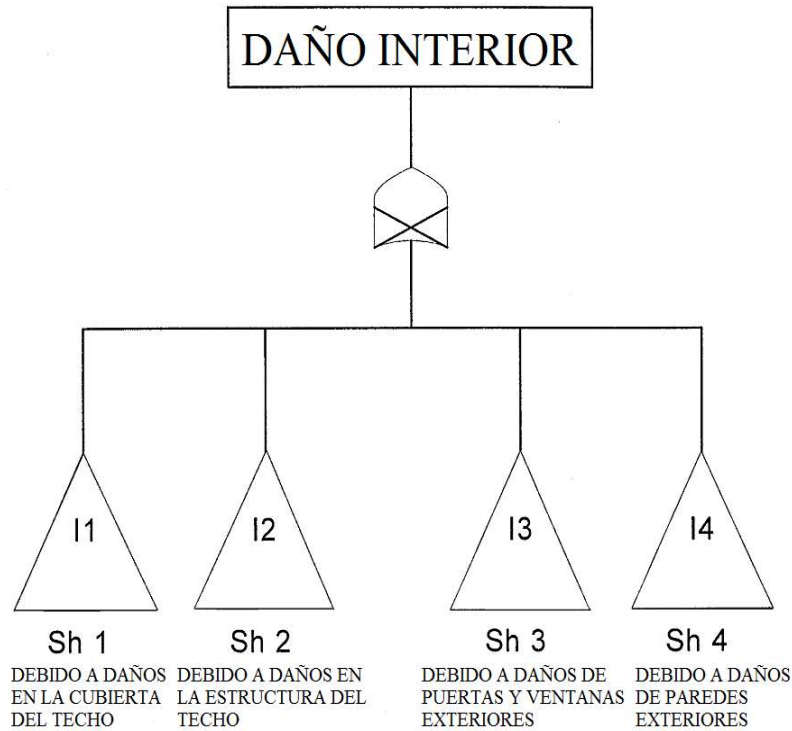 DAÑO INTERIOR
I1
I2
I3
I4
Sh 1
Sh 2
Sh 3
Sh 4
DEBIDO A DAÑOS
EN LA CUBIERTA
DEL TECHO
DEBIDO A DAÑOS EN
LA ESTRUCTURA DEL
TECHO
DEBIDO A DAÑOS DE
PUERTAS Y VENTANAS
EXTERIORES
DEBIDO A DAÑOS
DE PAREDES
EXTERIORES